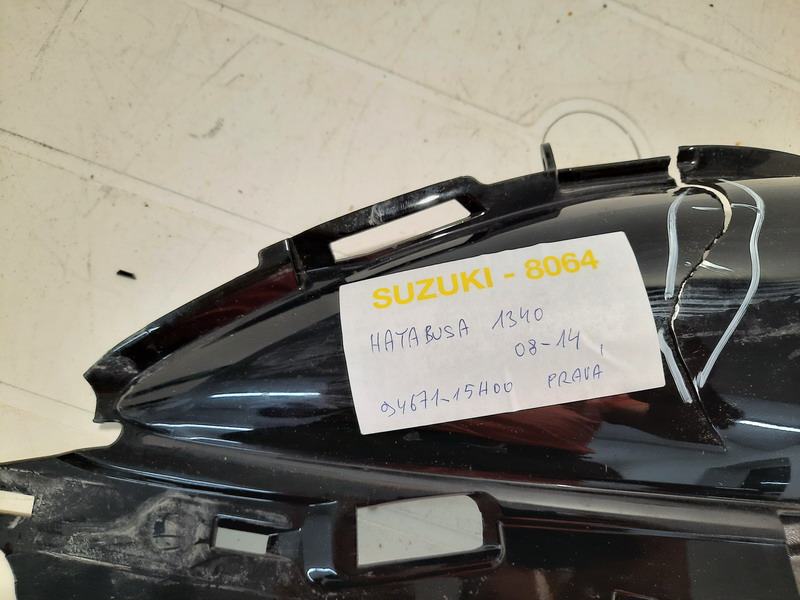 SUZUKI - 8064
HAYABUSA 1340
08-14,
94671-15H00 PRAVA